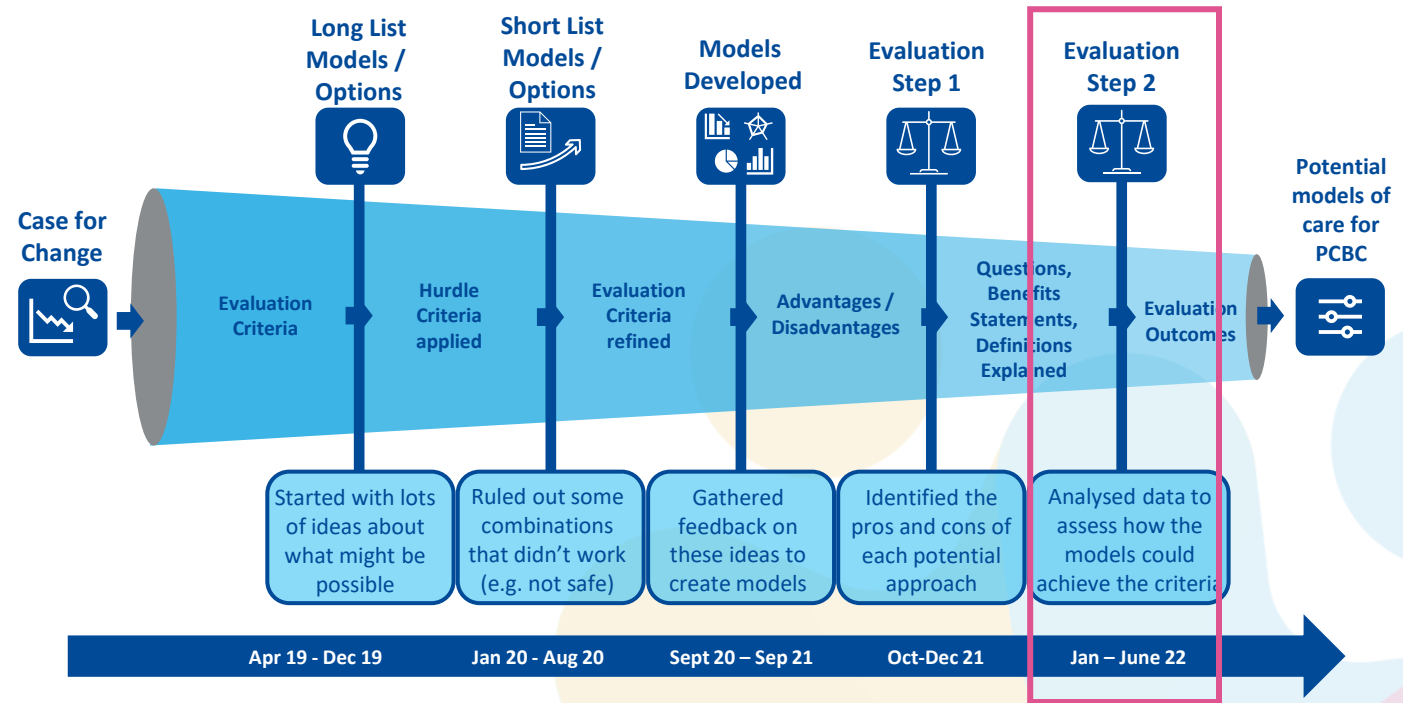 Case for
Change
Long List
Models /
Options
Short List
Models /
Options
Models
Developed
Evaluation
Step 1
Evaluation
Step 2
Potential
models of
care for
PCBC
Evaluation
Criteria
Hurdle
Criteria
applied
Evaluation
Criteria
refined
Advantages /
Disadvantages
Questions,
Benefits
Statements,
Definitions
Explained
Evaluation
Outcomes
Started with lots
of ideas about
what might be
possible
Ruled out some
combinations
that didn't work
(e.g. not safe)
Gathered
feedback on
these ideas to
create models
Identified the
pros and cons of
each potential
approach
Analysed data to
assess how the
models could
achieve the criteria
Apr 19 - Dec 19
Jan 20 - Aug 20
Sept 20 – Sep 21
Oct-Dec 21
Jan – June 22